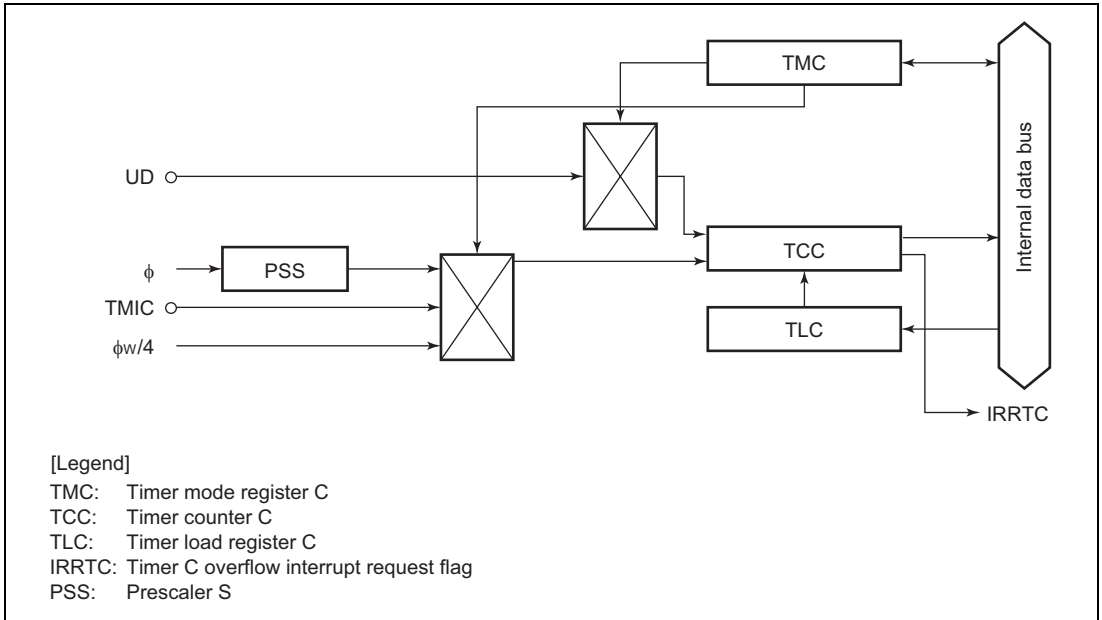 TMC
UD
Internal data bus
TCC
φ
PSS
TMIC
TLC
φw/4
IRRTC
[Legend]
TMC: Timer mode register C
TCC: Timer counter C
TLC: Timer load register C
IRRTC: Timer C overflow interrupt request flag
PSS: Prescaler S